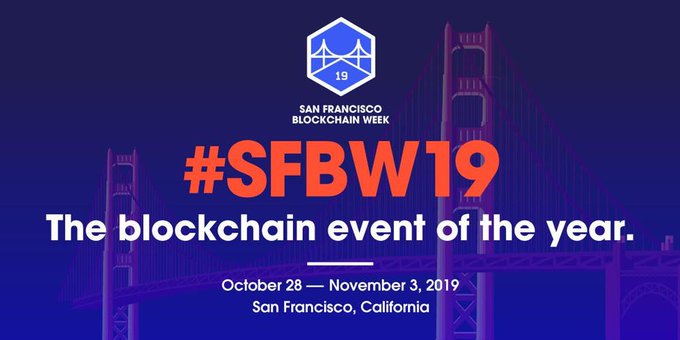 19
SAN FRANCISCO
BLOCKCHAIN WEEK
#SFBW19
The blockchain event of the year.
October 28 — November 3, 2019
San Francisco, California